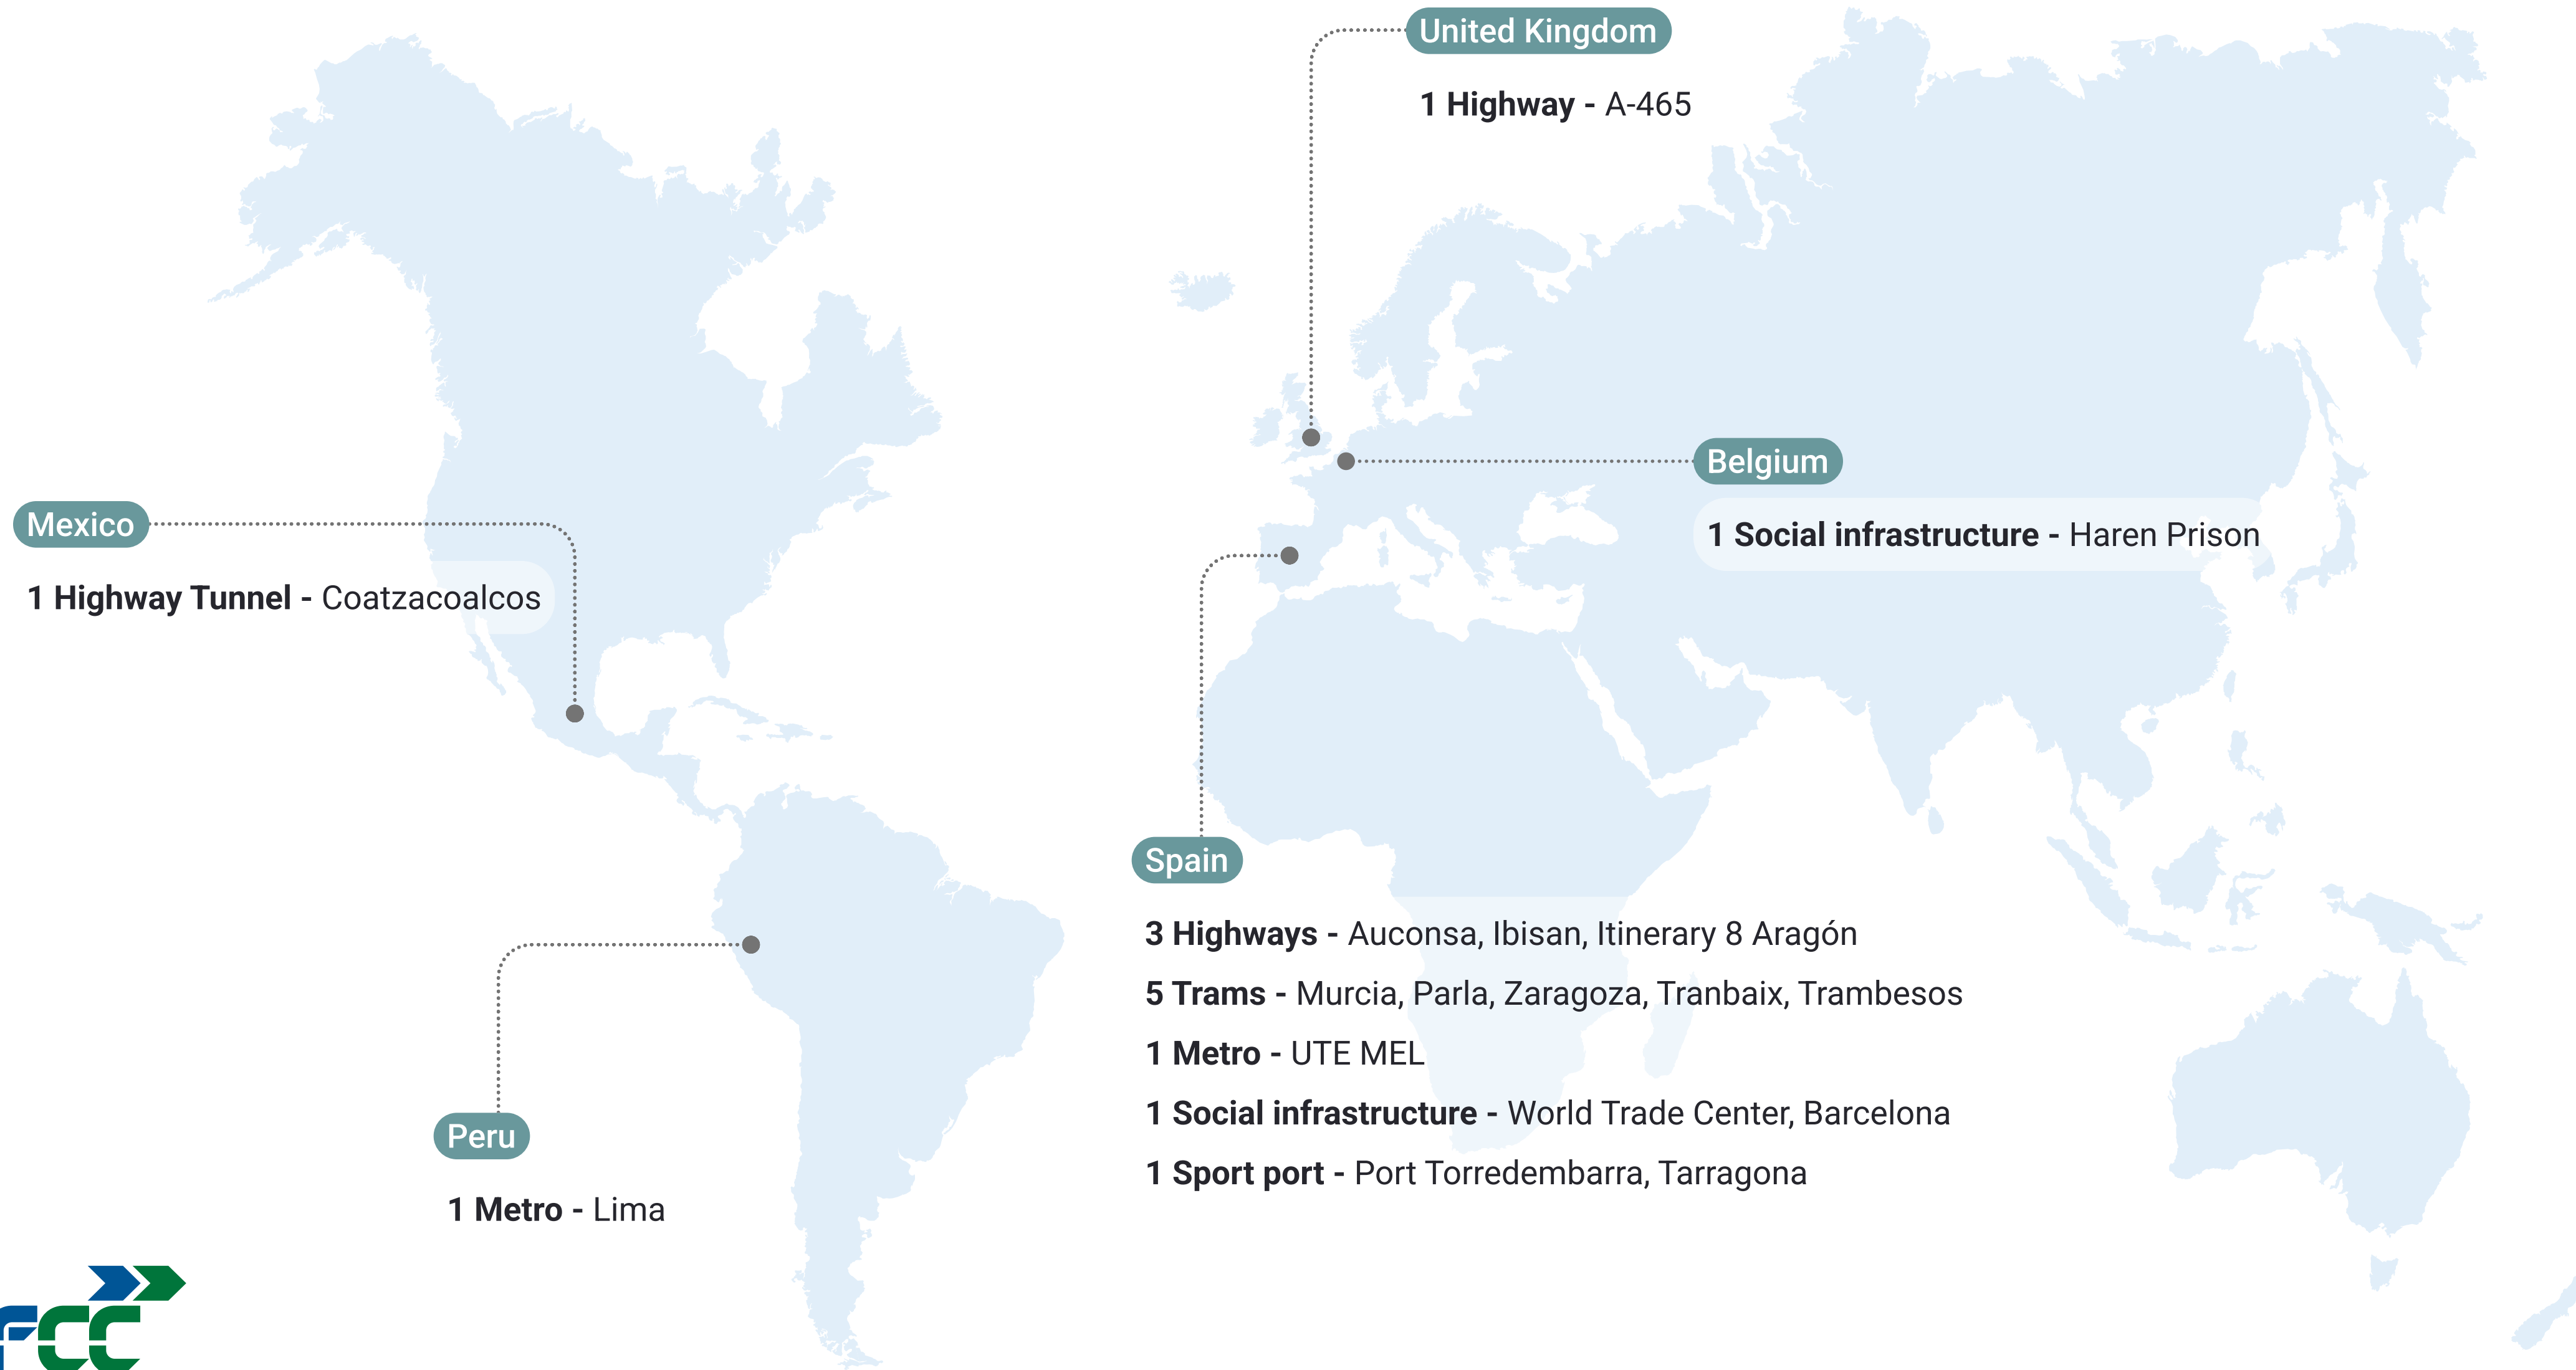 United Kingdom
1 Highway - A-465
Belgium
1 Social infrastructure - Haren Prison
Mexico
1 Highway Tunnel - Coatzacoalcos
Spain
3 Highways - Auconsa, Ibisan, Itinerary 8 Aragón
5 Trams - Murcia, Parla, Zaragoza, Tranbaix, Trambesos
1 Metro - UTE MEL
1 Social infrastructure - World Trade Center, Barcelona
1 Sport port - Port Torredembarra, Tarragona
Peru
1 Metro - Lima
FCC